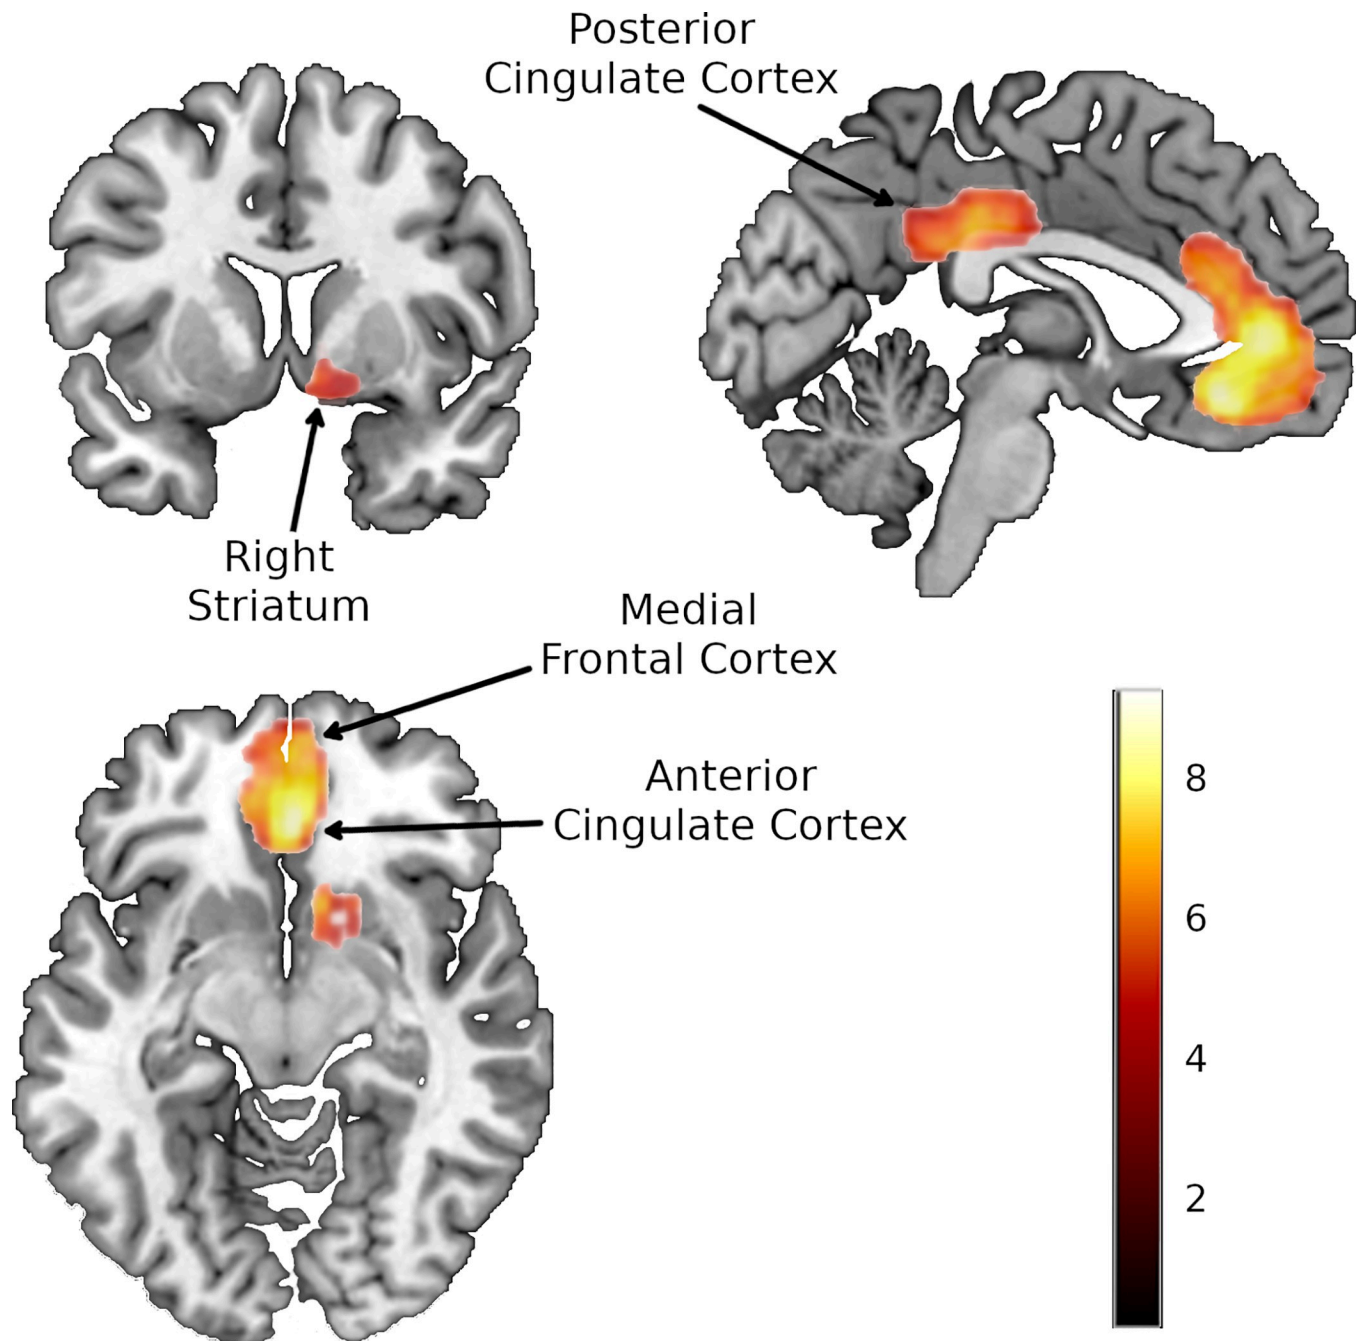 Posterior
Cingulate Cortex
Right
Striatum
Medial
Frontal Cortex
Anterior
Cingulate Cortex
8
6
4
2